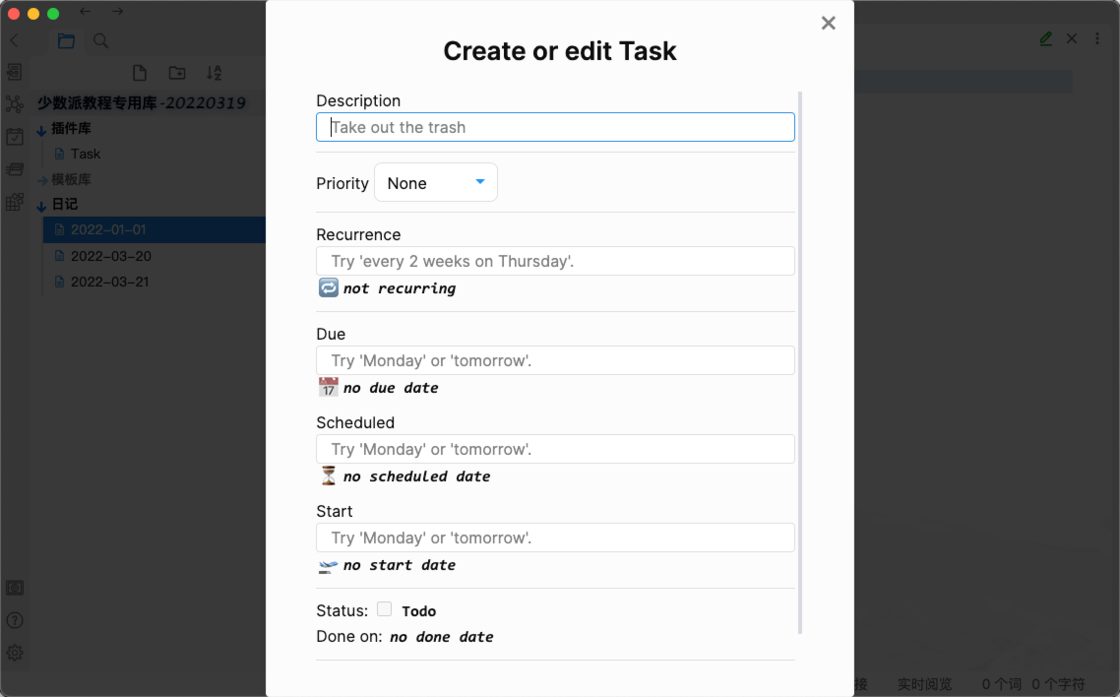 Create or edit Task
Description
Take out the trash
Priority None
Recurrence
Try 'every 2 weeks on Thursday'.
not recurring
Due
Try 'Monday' or 'tomorrow'.
17 no due date
Scheduled
Try 'Monday' or 'tomorrow'.
no scheduled date
Start
Try 'Monday' or 'tomorrow'.
no start date
Status: Todo
Done on: no done date
少数派教程专用库-20220319
插件库
Task
模板库
日记
2022-01-01
2022-03-20
2022-03-21
接 实时阅览 0 个词 0 个字符